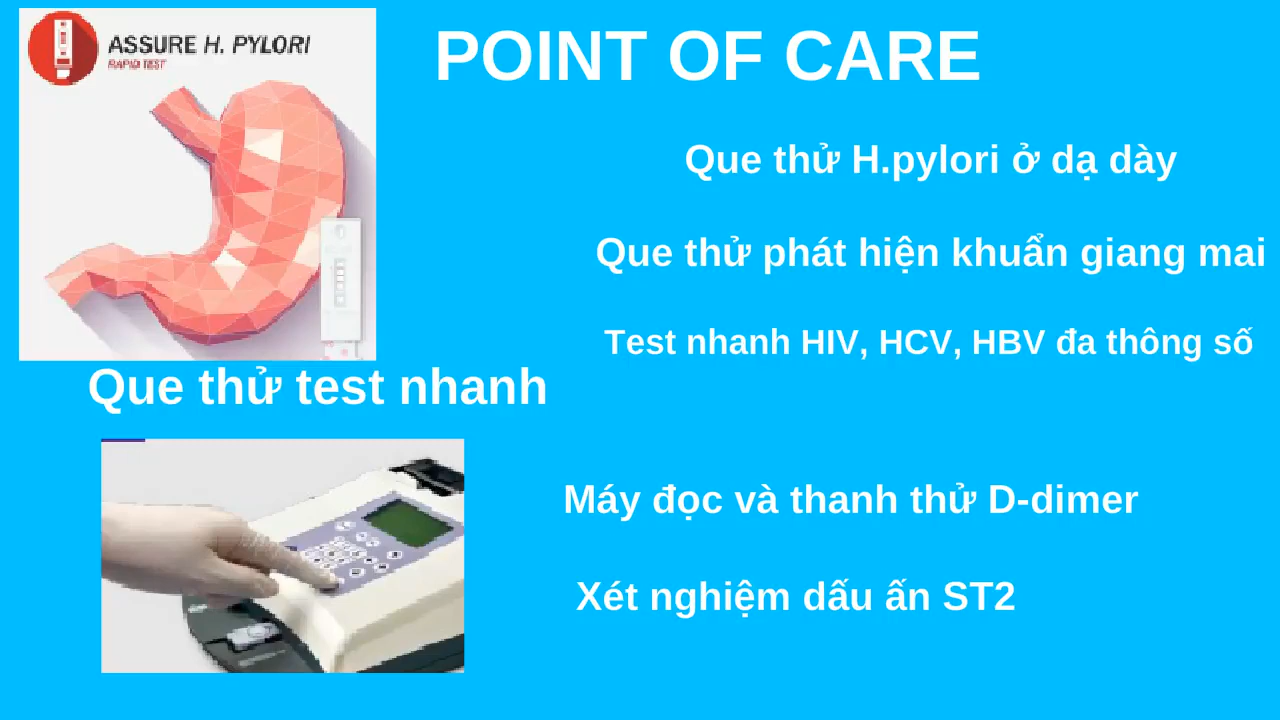 ASSURE H. PYLORI
RAPID TEST
POINT OF CARE
Que thử H.pylori ở dạ dày
Que thử phát hiện khuẩn giang mai
Test nhanh HIV, HCV, HBV đa thông số
Que thử test nhanh
Máy đọc và thanh thử D-dimer
Xét nghiệm dấu ấn ST2